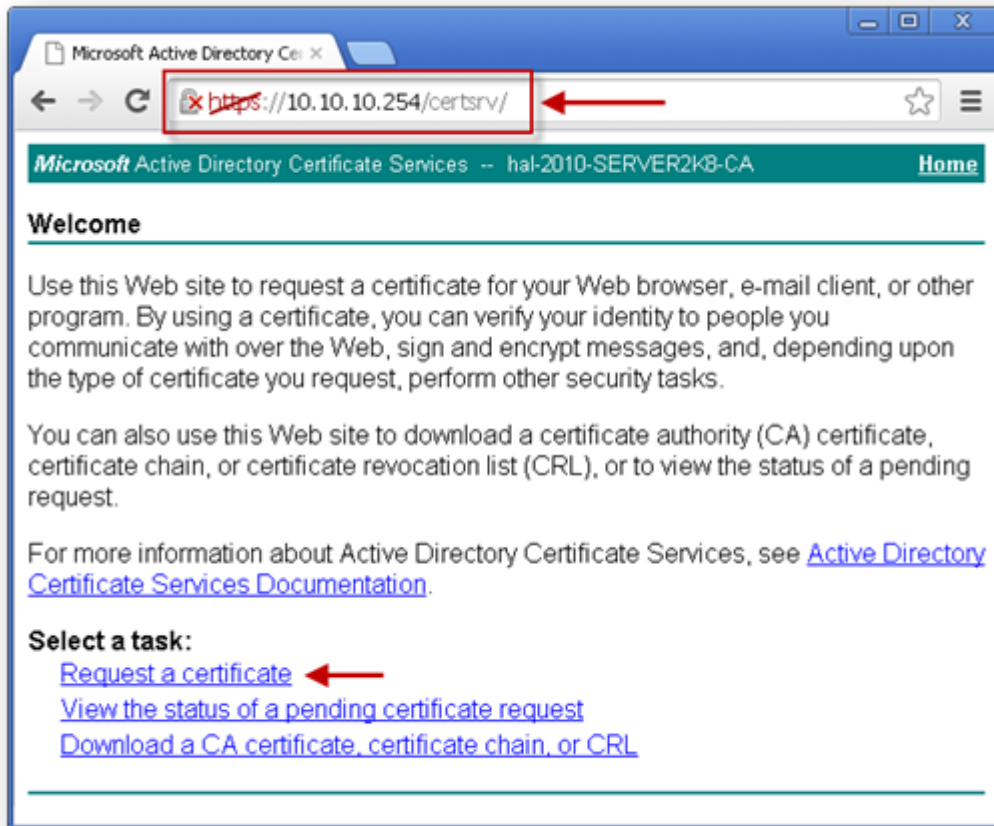 Microsoft Active Directory Cer
https://10.10.10.254/certsrv/
Microsoft Active Directory Certificate Services -- hal-2010-SERVER2K8-CA Home
Welcome
Use this Web site to request a certificate for your Web browser, e-mail client, or other
program. By using a certificate, you can verify your identity to people you
communicate with over the Web, sign and encrypt messages, and, depending upon
the type of certificate you request, perform other security tasks.
You can also use this Web site to download a certificate authority (CA) certificate,
certificate chain, or certificate revocation list (CRL), or to view the status of a pending
request.
For more information about Active Directory Certificate Services, see Active Directory
Certificate Services Documentation.
Select a task:
Request a certificate
View the status of a pending certificate request
Download a CA certificate, certificate chain, or CRL